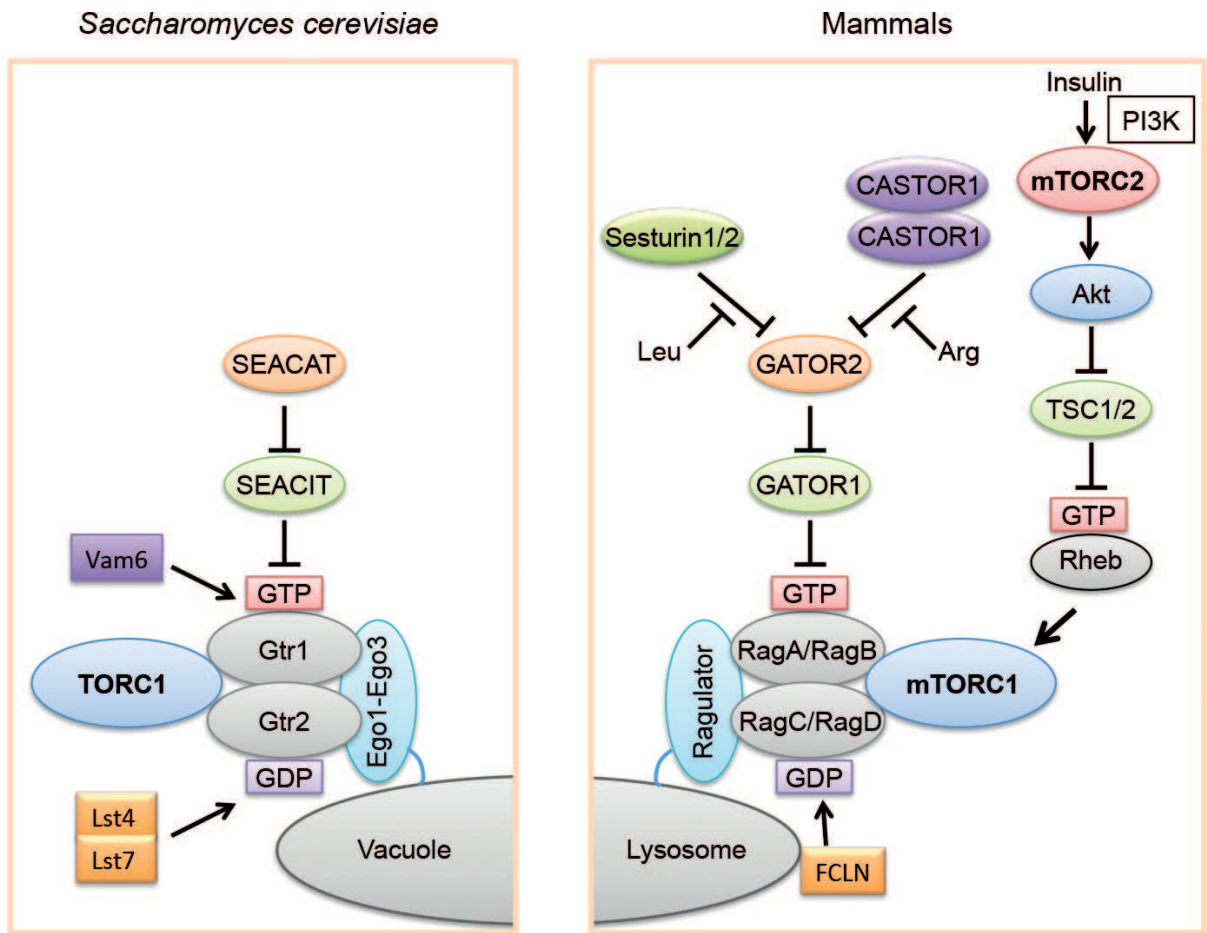 Saccharomyces cerevisiae
SEACAT
SEACIT
Vam6
GTP
Gtr1
TORC1
Gtr2
Ego1-Ego3
GDP
Lst4
Lst7
Vacuole
Mammals
Insulin
PI3K
mTORC2
CASTOR1
CASTOR1
Sesturin1/2
Akt
Leu
Arg
GATOR2
TSC1/2
GATOR1
GTP
Rheb
GTP
RagA/RagB
Ragulator
mTORC1
RagC/RagD
GDP
Lysosome
FCLN